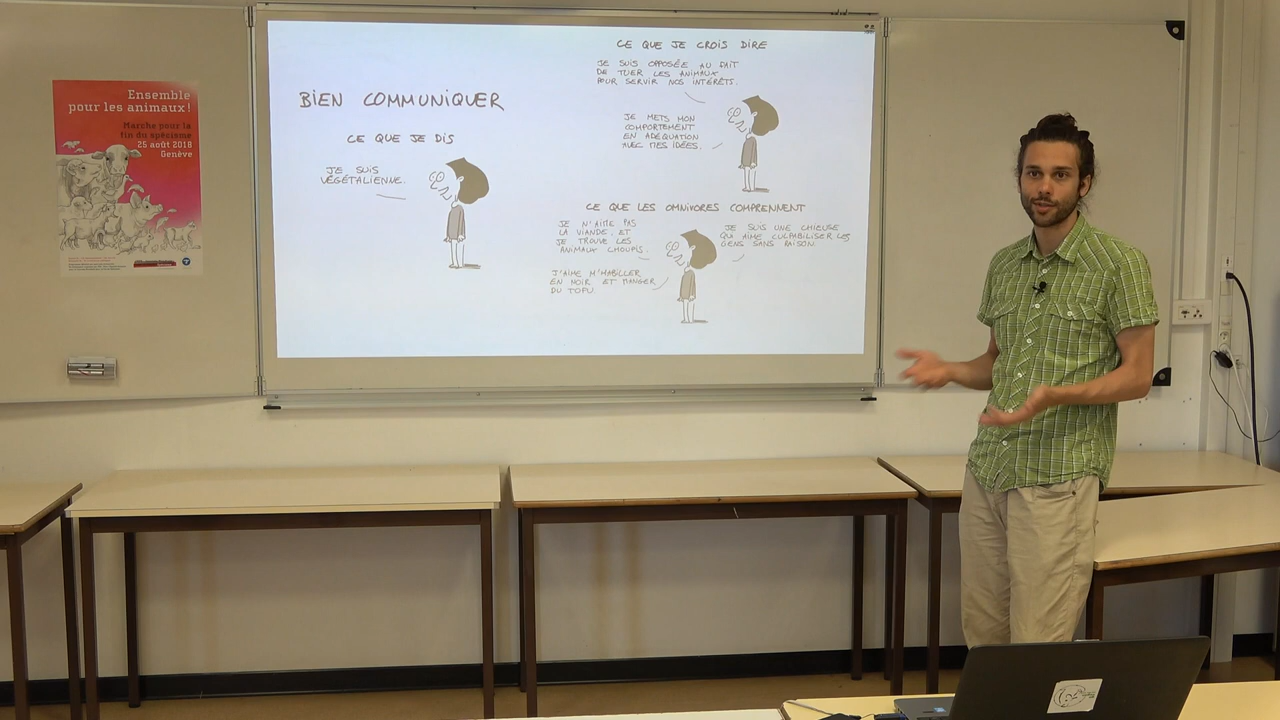 Ensemble
pour les animaux !
Marche pour la
fin du spécisme
25 août 2018
Genève
BIEN COMMUNIQUER
CE QUE JE DIS
JE SUIS
VÉGÉTALIENNE.
CE QUE JE CROIS DIRE
JE SUIS OPPOSÉE AU FAIT
DE TUER LES ANIMAUX
POUR SERVIR NOS INTÉRÊTS.
JE METS MON
COMPORTEMENT
EN ADÉQUATION
AVEC MES IDÉES.
CE QUE LES OMNIVORES COMPRENNENT
JE N'AIME PAS
LA VIANDE, ET
JE TROUVE LES
ANIMAUX CHOUPIS.
JE SUIS UNE CHIEUSE
QUI AIME CULPABILISER LES
GENS SANS RAISON.
J'AIME M'HABILLER
EN NOIR ET MANGER
DU TOFU.